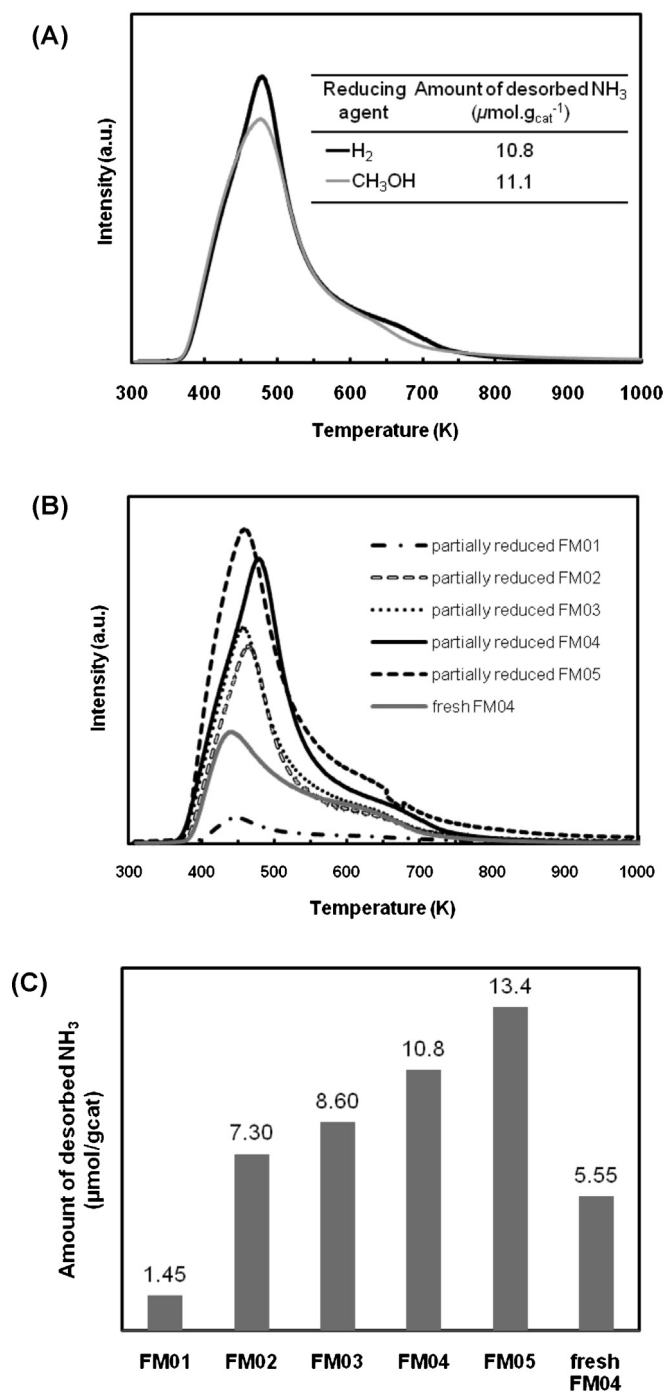 (A)
Intensity (a.u.)
Reducing agent Amount of desorbed NH₃ (µmol.g_cat⁻¹)
H₂ 10.8
CH₃OH 11.1
300 400 500 600 700 800 900 1000
Temperature (K)
(B)
Intensity (a.u.)
partially reduced FM01
partially reduced FM02
partially reduced FM03
partially reduced FM04
partially reduced FM05
fresh FM04
300 400 500 600 700 800 900 1000
Temperature (K)
(C)
Amount of desorbed NH₃
(µmol/gcat)
1.45
7.30
8.60
10.8
13.4
5.55
FM01 FM02 FM03 FM04 FM05 fresh
FM04